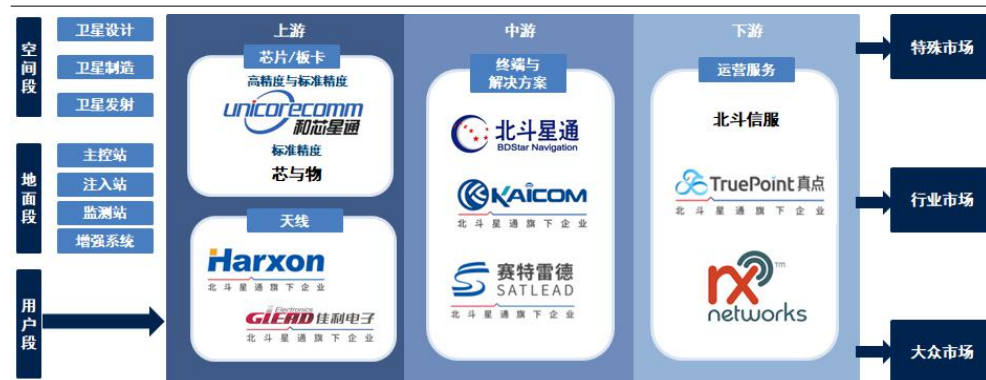 空间段
卫星设计
卫星制造
卫星发射
地面段
主控站
注入站
监测站
增强系统
用户段
上游
芯片/板卡
高精度与标准精度
unicorecomm
和芯星通
标准精度
芯与物
天线
Harxon
北斗星通旗下企业
Electronics
GLEAD 佳利电子
北斗星通旗下企业
中游
终端与
解决方案
北斗星通
BDStar Navigation
KAICOM
北斗星通旗下企业
赛特雷德
SATLEAD
北斗星通旗下企业
下游
运营服务
北斗信服
TruePoint 真点
北斗星通旗下企业
rx
TM
networks
特殊市场
行业市场
大众市场